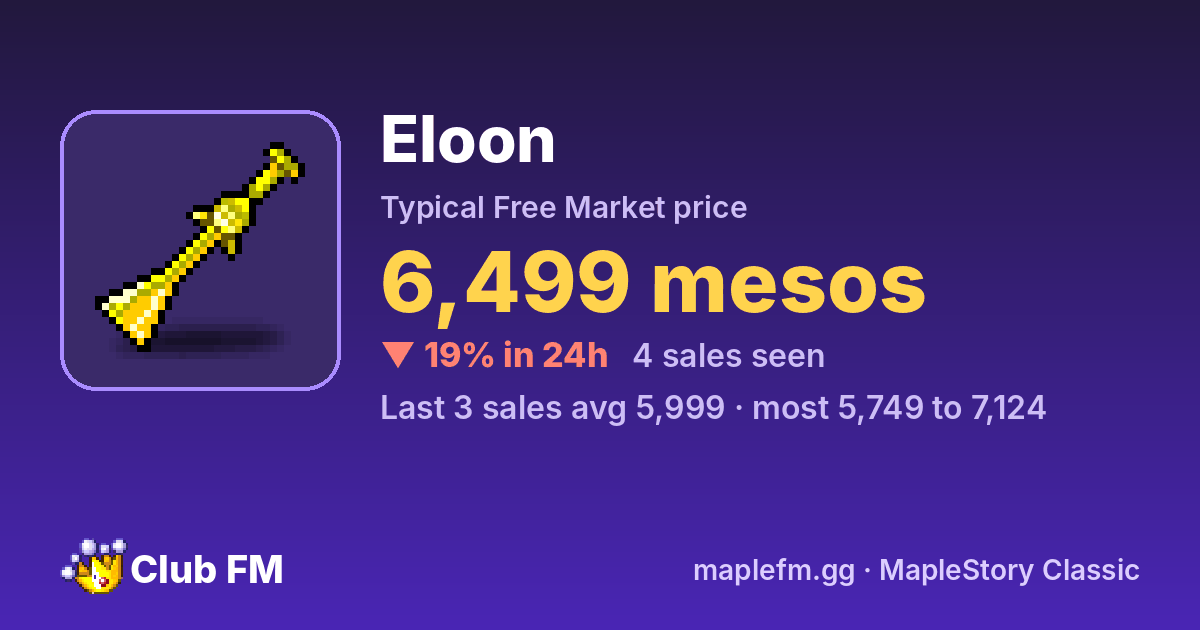 Eloon
Typical Free Market price
6,499 mesos
▼ 19% in 24h 4 sales seen
Last 3 sales avg 5,999 · most 5,749 to 7,124
Club FM
maplefm.gg · MapleStory Classic